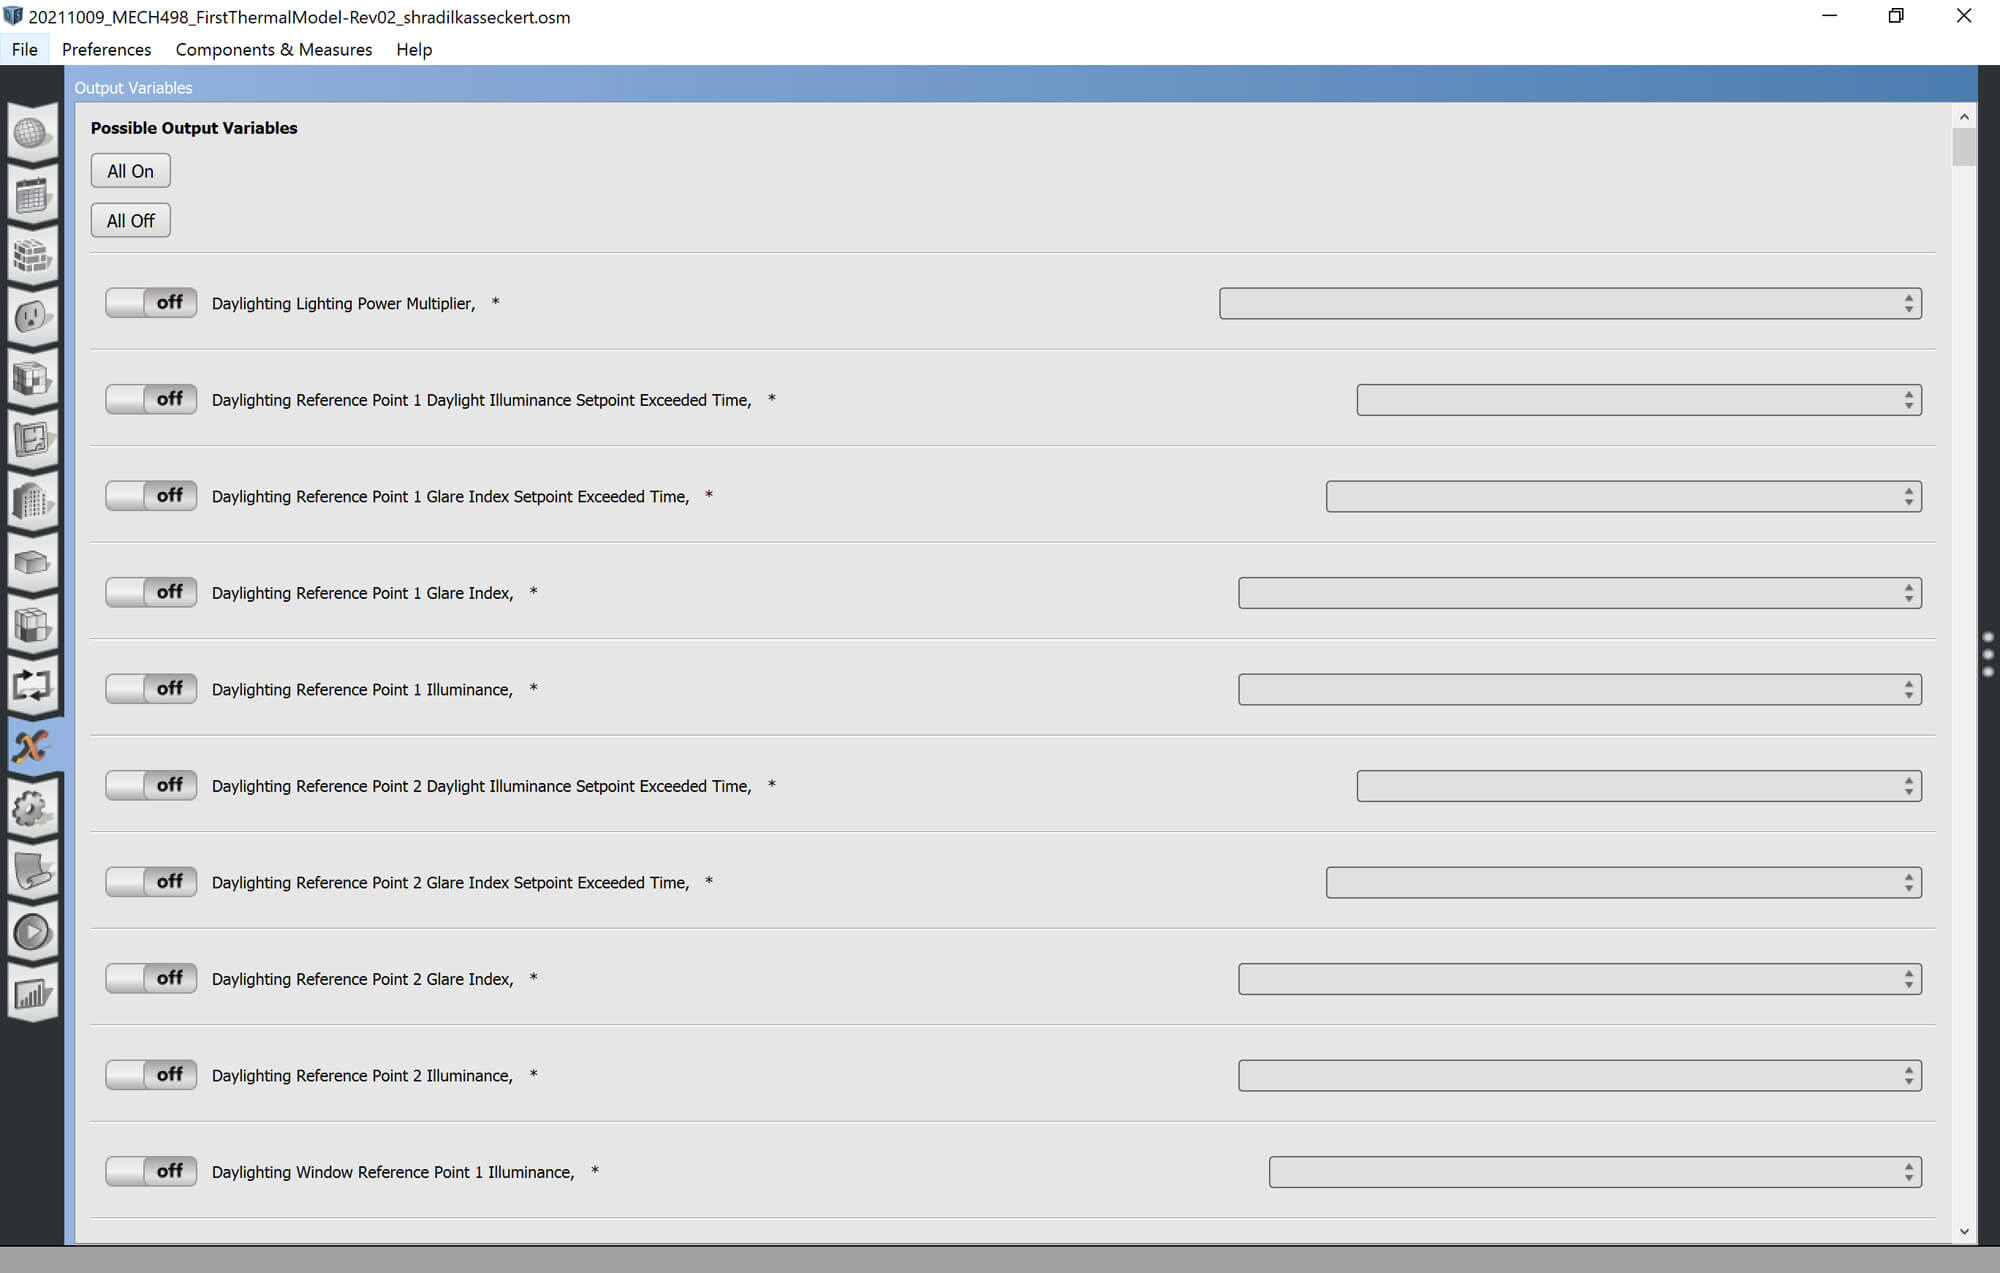 20211009_MECH498_FirstThermalModel-Rev02_shradilkasseckert.osm
File Preferences Components & Measures Help
Output Variables
Possible Output Variables
All On
All Off
off Daylighting Lighting Power Multiplier, *
off Daylighting Reference Point 1 Daylight Illuminance Setpoint Exceeded Time, *
off Daylighting Reference Point 1 Glare Index Setpoint Exceeded Time, *
off Daylighting Reference Point 1 Glare Index, *
off Daylighting Reference Point 1 Illuminance, *
off Daylighting Reference Point 2 Daylight Illuminance Setpoint Exceeded Time, *
off Daylighting Reference Point 2 Glare Index Setpoint Exceeded Time, *
off Daylighting Reference Point 2 Glare Index, *
off Daylighting Reference Point 2 Illuminance, *
off Daylighting Window Reference Point 1 Illuminance, *